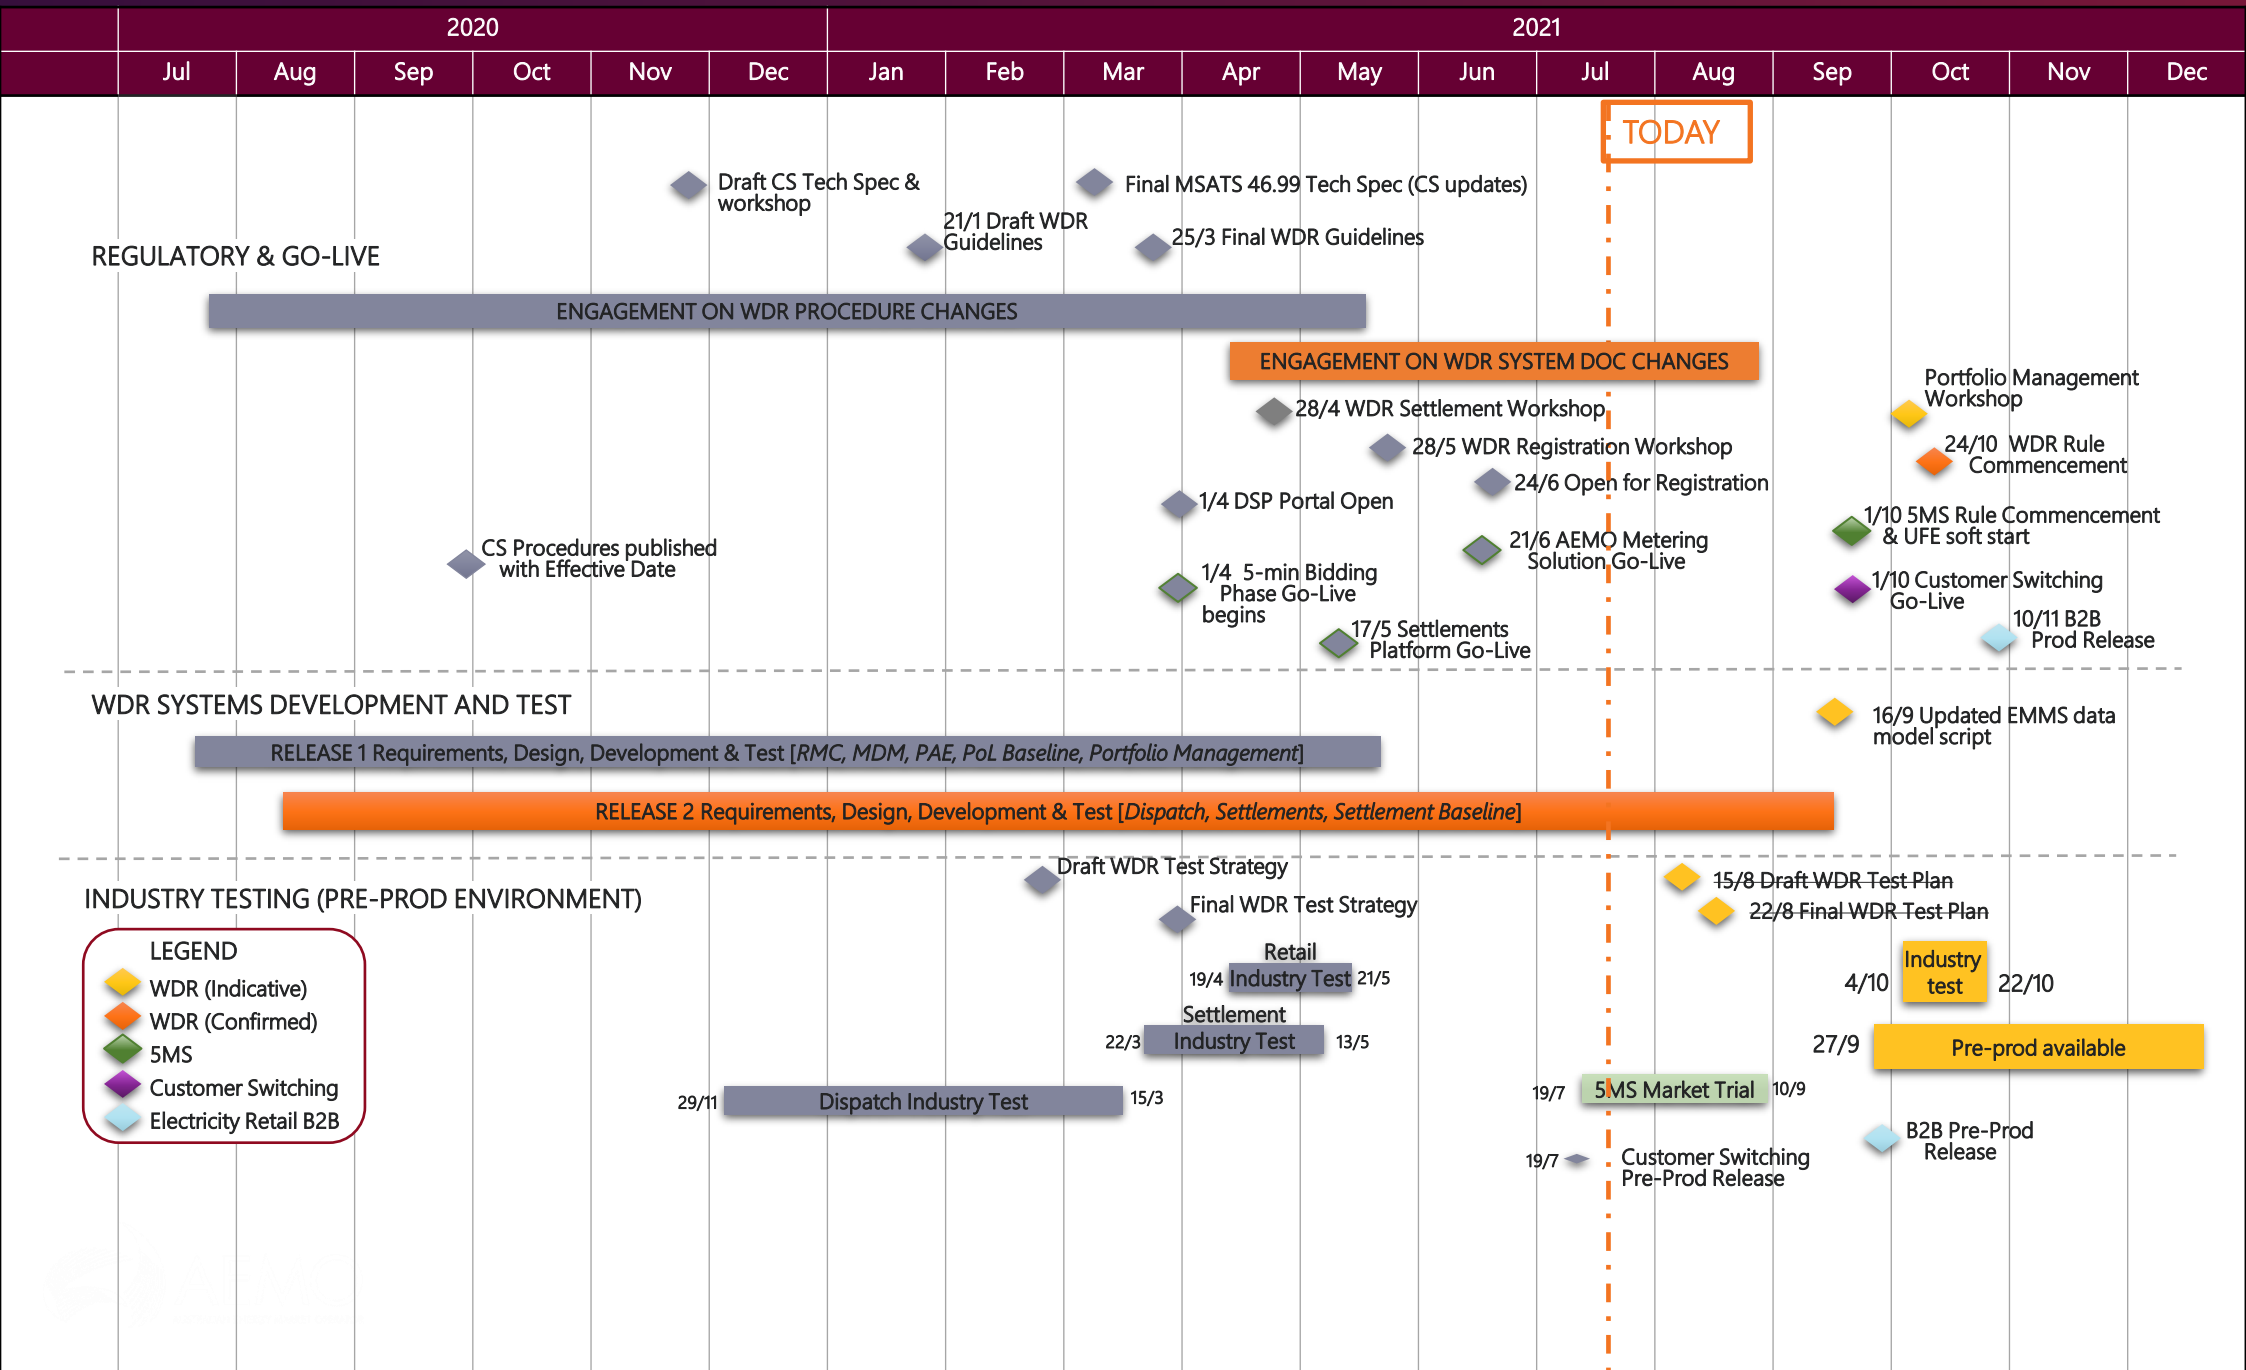 2020
2021
Jul Aug Sep Oct Nov Dec Jan Feb Mar Apr May Jun Jul Aug Sep Oct Nov Dec
TODAY
Draft CS Tech Spec &
workshop
Final MSATS 46.99 Tech Spec (CS updates)
21/1 Draft WDR
Guidelines
25/3 Final WDR Guidelines
REGULATORY & GO-LIVE
ENGAGEMENT ON WDR PROCEDURE CHANGES
ENGAGEMENT ON WDR SYSTEM DOC CHANGES
Portfolio Management
Workshop
28/4 WDR Settlement Workshop
28/5 WDR Registration Workshop
24/10 WDR Rule
Commencement
24/6 Open for Registration
1/4 DSP Portal Open
1/10 5MS Rule Commencement
& UFE soft start
21/6 AEMO Metering
Solution Go-Live
CS Procedures published
with Effective Date
1/4 5-min Bidding
Phase Go-Live
begins
1/10 Customer Switching
Go-Live
10/11 B2B
Prod Release
17/5 Settlements
Platform Go-Live
WDR SYSTEMS DEVELOPMENT AND TEST
16/9 Updated EMMS data
model script
RELEASE 1 Requirements, Design, Development & Test [RMC, MDM, PAE, PoL Baseline, Portfolio Management]
RELEASE 2 Requirements, Design, Development & Test [Dispatch, Settlements, Settlement Baseline]
Draft WDR Test Strategy
15/8 Draft WDR Test Plan
INDUSTRY TESTING (PRE-PROD ENVIRONMENT)
Final WDR Test Strategy
22/8 Final WDR Test Plan
LEGEND
WDR (Indicative)
WDR (Confirmed)
5MS
Customer Switching
Electricity Retail B2B
Retail
19/4 Industry Test 21/5
4/10 Industry
test 22/10
Settlement
22/3 Industry Test 13/5
27/9 Pre-prod available
29/11 Dispatch Industry Test 15/3
19/7 5MS Market Trial 10/9
B2B Pre-Prod
Release
19/7 Customer Switching
Pre-Prod Release